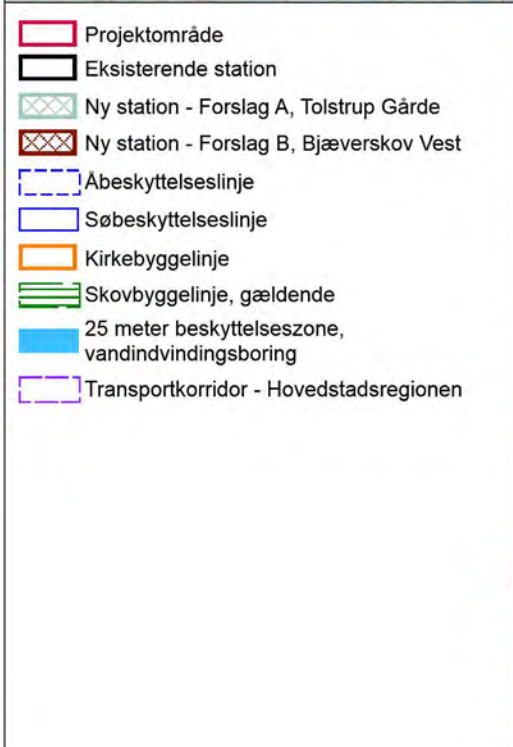 Projektområde
Eksisterende station
Ny station - Forslag A, Tolstrup Gårde
Ny station - Forslag B, Bjæverskov Vest
Åbeskyttelseslinje
Søbeskyttelseslinje
Kirkebyggelinje
Skovbyggelinje, gældende
25 meter beskyttelseszone,
vandindvindingsboring
Transportkorridor - Hovedstadsregionen